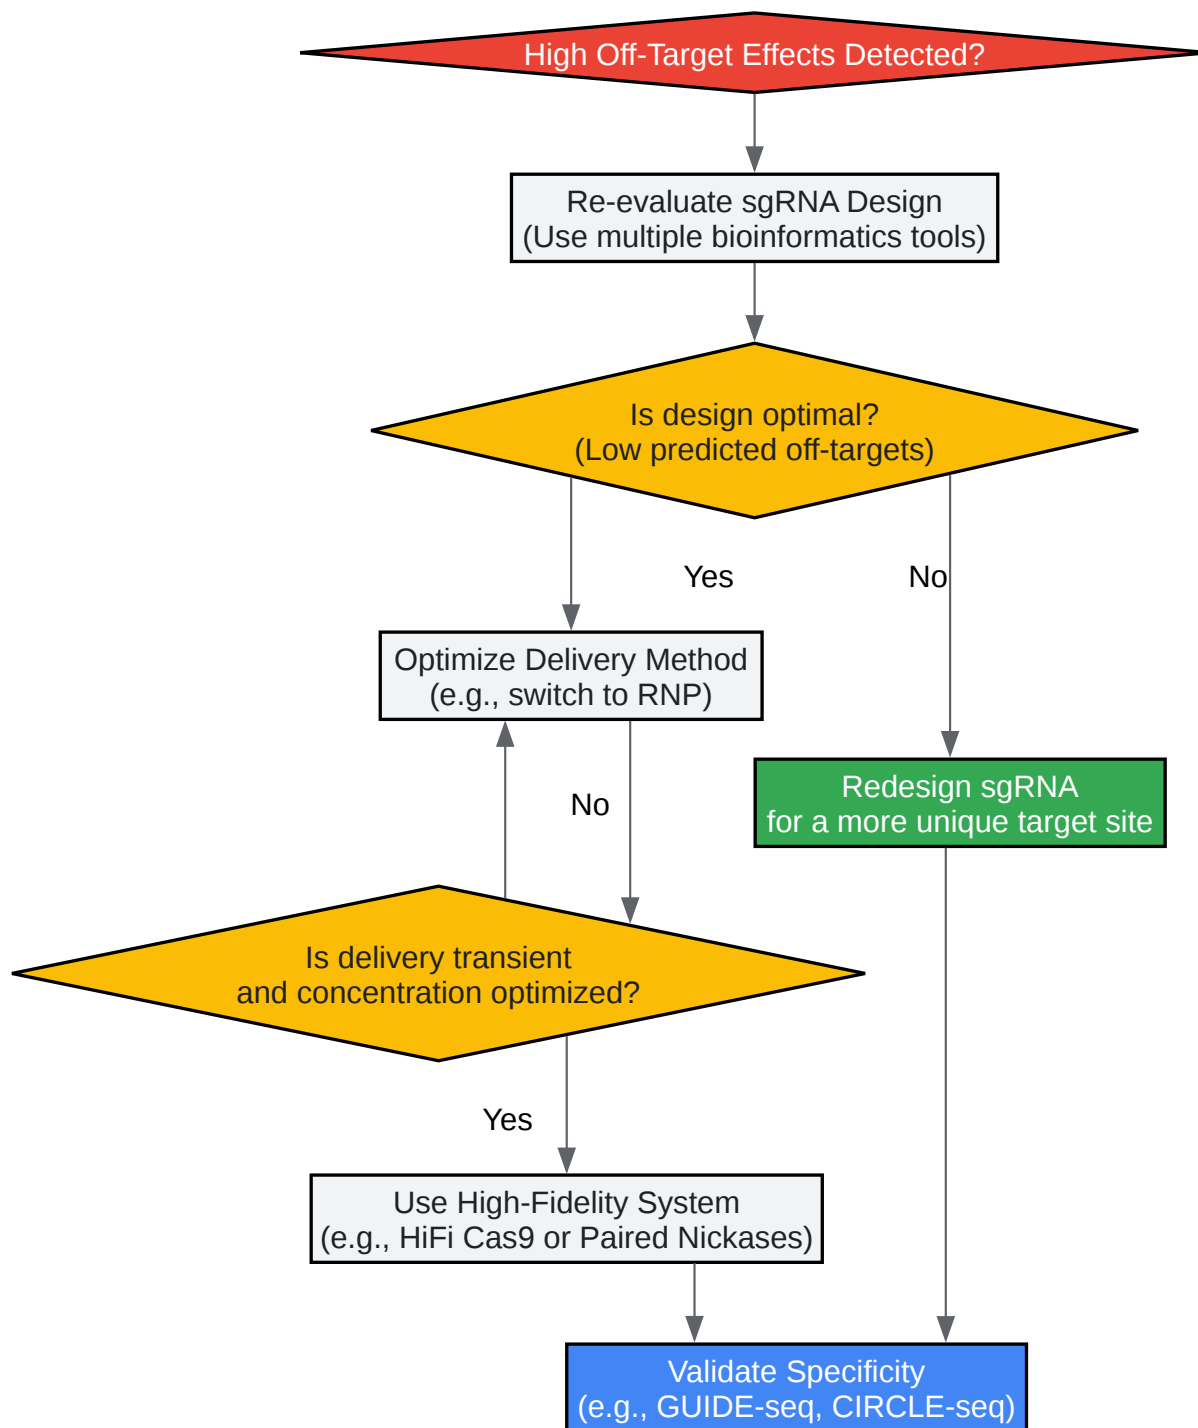 High Off-Target Effects Detected?
Re-evaluate sgRNA Design
(Use multiple bioinformatics tools)
Is design optimal?
(Low predicted off-targets)
Yes
No
Optimize Delivery Method
(e.g., switch to RNP)
No
Redesign sgRNA
for a more unique target site
Is delivery transient
and concentration optimized?
Yes
Use High-Fidelity System
(e.g., HiFi Cas9 or Paired Nickases)
Validate Specificity
(e.g., GUIDE-seq, CIRCLE-seq)